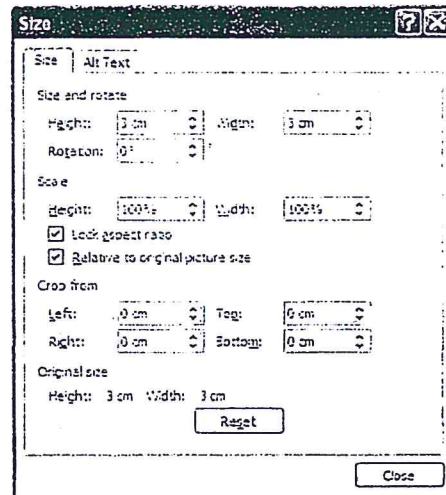 Size
Size Alt Text
Size and rotate
Height: 3 cm Width: 3 cm
Rotation: 0°
Scale
Height: 100% Width: 100%
Lock aspect ratio
Relative to original picture size
Crop from
Left: 0 cm Top: 0 cm
Right: 0 cm Bottom: 0 cm
Original size
Height: 3 cm Width: 3 cm
Reset
Close